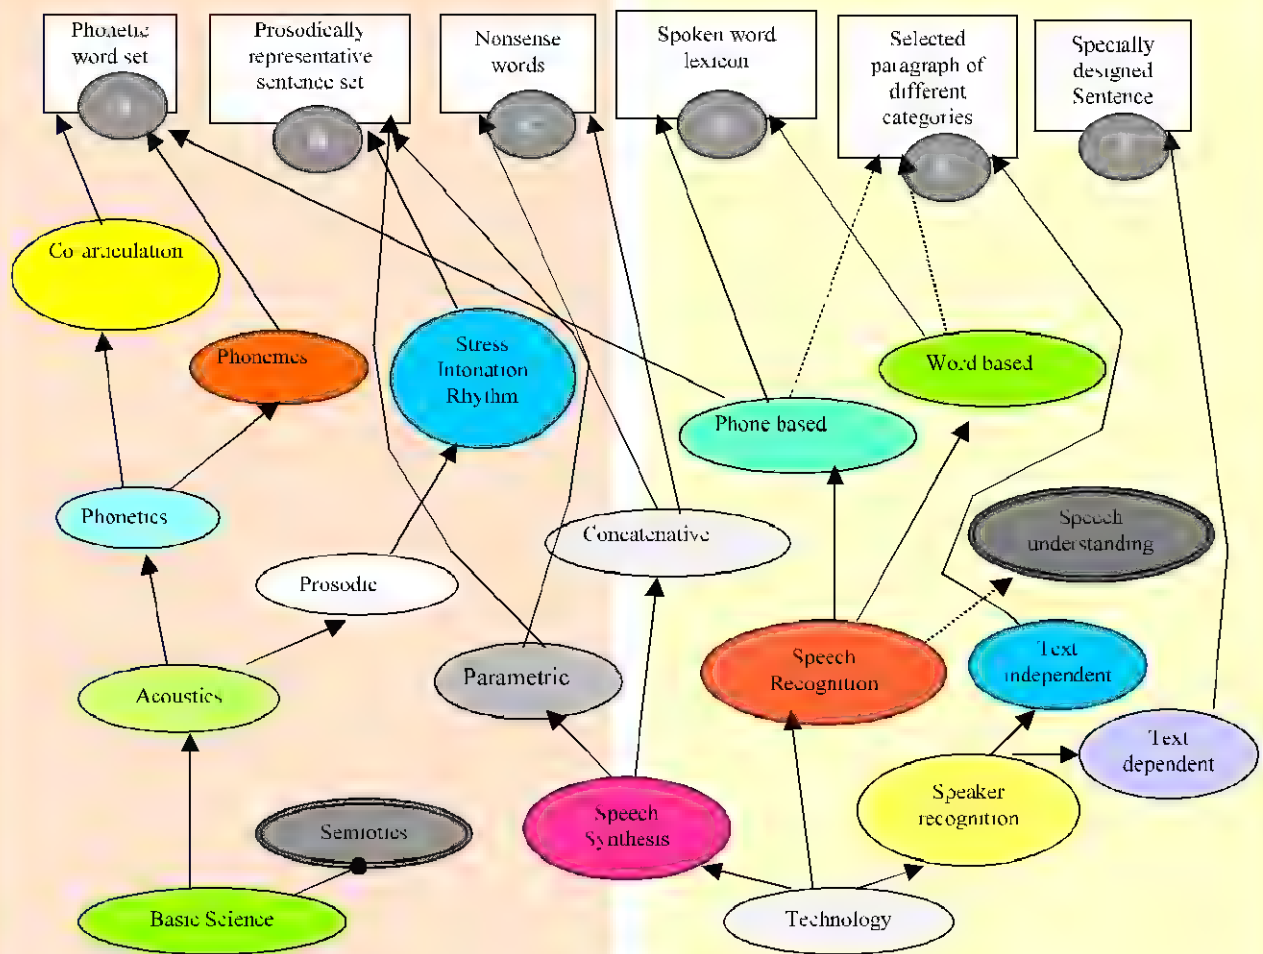 Phonetic
word set
Prosodically
representative
sentence set
Nonsense
words
Spoken word
lexicon
Selected
paragraph of
different
categories
Specially
designed
Sentence
Co-articulation
Phonemes
Stress
Intonation
Rhythm
Word based
Phone based
Phonetics
Concatenative
Speech
understanding
Prosodic
Parametric
Speech
Recognition
Text
independent
Acoustics
Text
dependent
Semiotics
Speech
Synthesis
Speaker
recognition
Basic Science
Technology